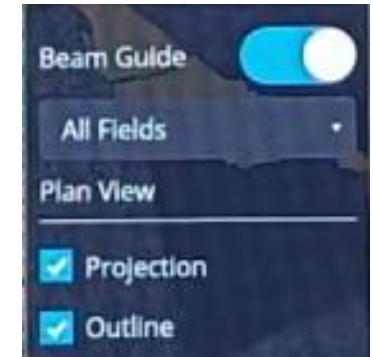 Beam Guide
All Fields
Plan View
Projection
Outline